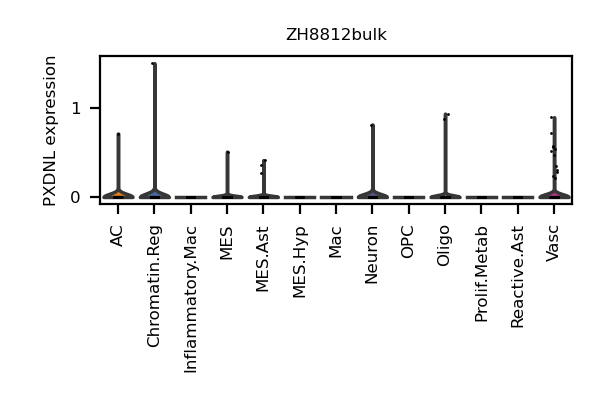 ZH8812bulk
PXDNL expression
1
0
AC
Chromatin.Reg
Inflammatory.Mac
MES
MES.Ast
MES.Hyp
Mac
Neuron
OPC
Oligo
Prolif.Metab
Reactive.Ast
Vasc